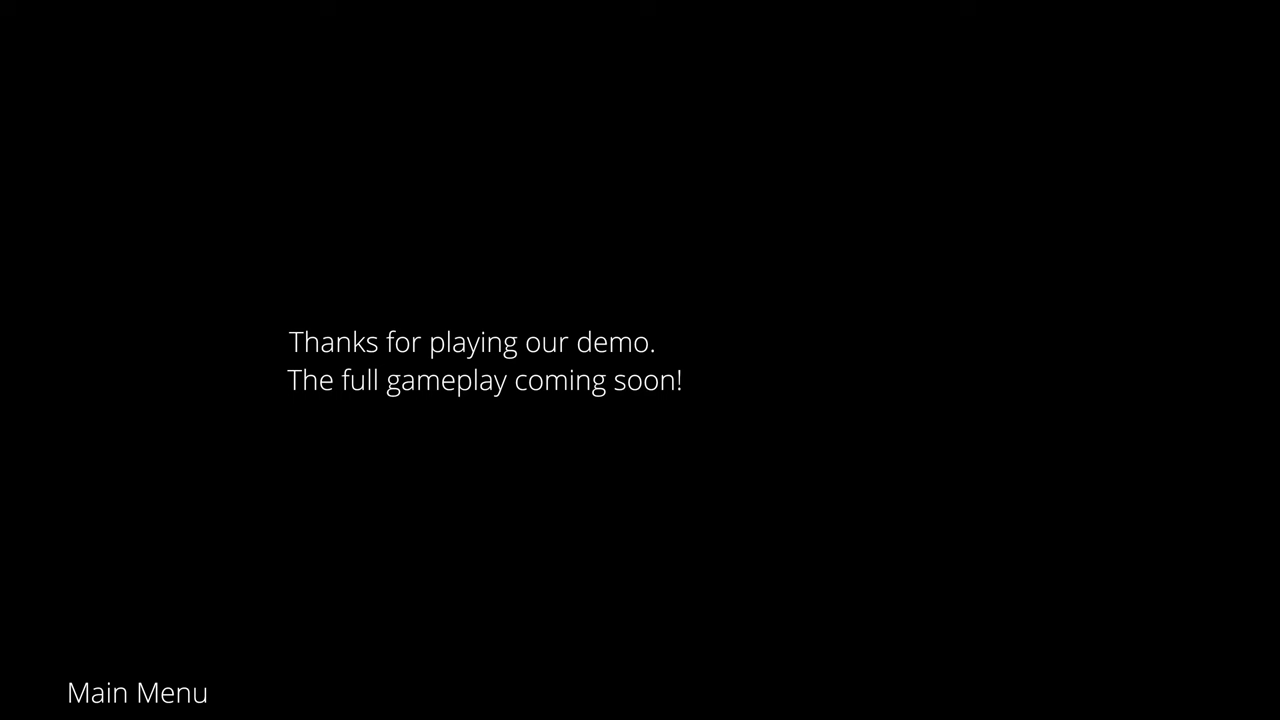 Thanks for playing our demo.
The full gameplay coming soon!
Main Menu